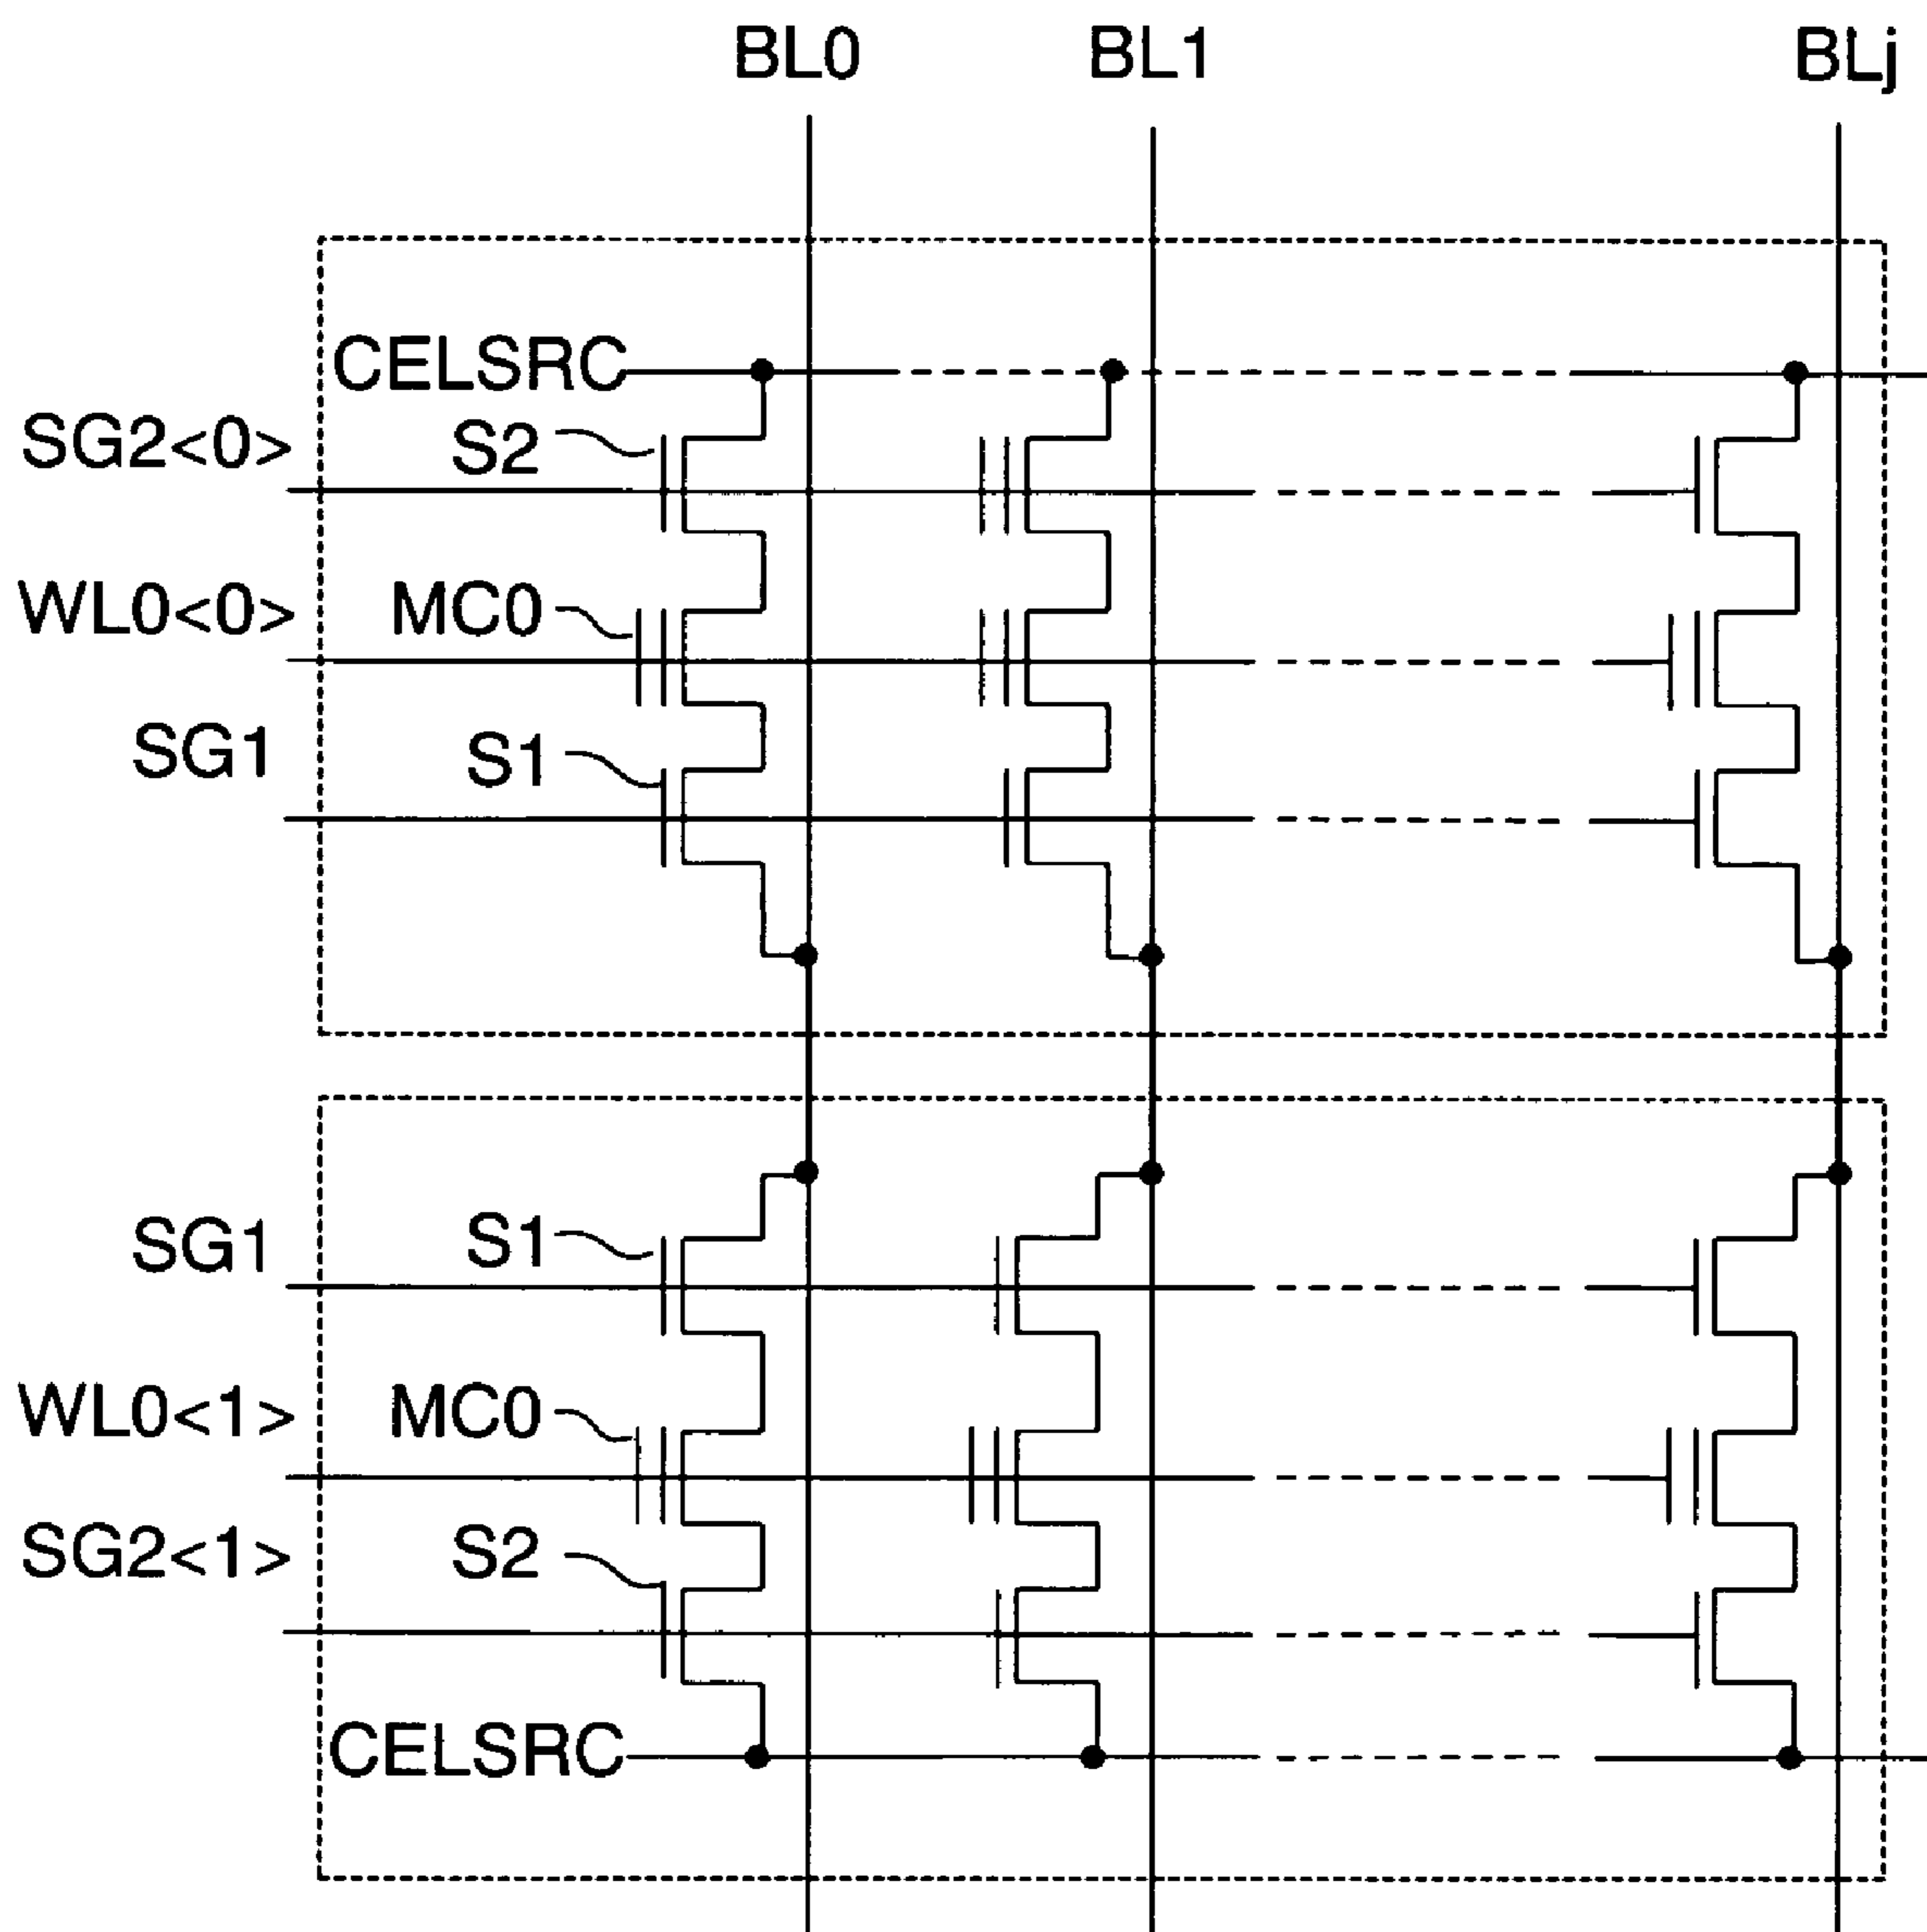 BL0 BL1 BLj
CELSRC
SG2<0> S2
WL0<0> MC0
SG1 S1
SG1 S1
WL0<1> MC0
SG2<1> S2
CELSRC